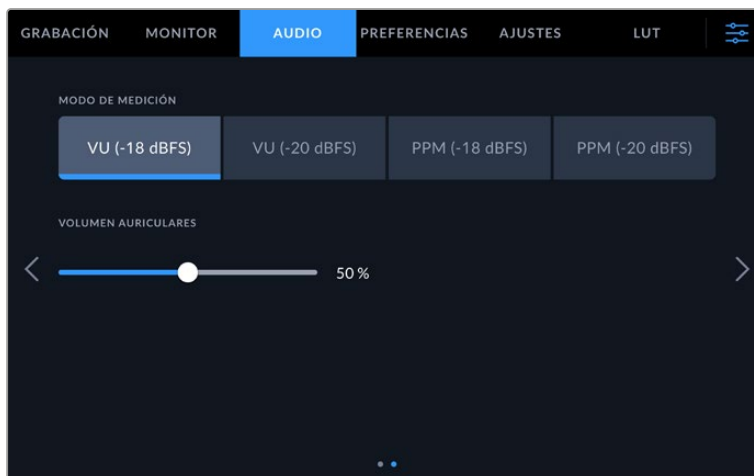 GRABACIÓN MONITOR AUDIO PREFERENCIAS AJUSTES LUT
MODO DE MEDICIÓN
VU (-18 dBFS) VU (-20 dBFS) PPM (-18 dBFS) PPM (-20 dBFS)
VOLUMEN AURICULARES
50 %